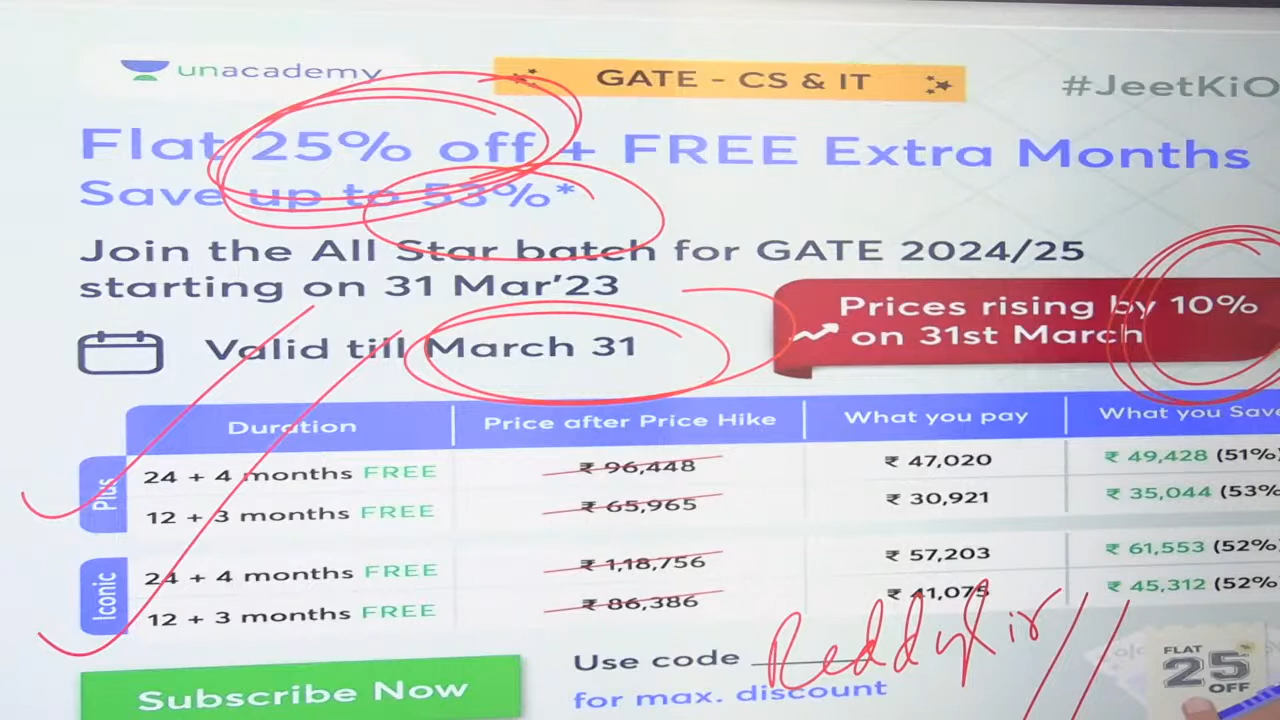 unacademy
GATE - CS & IT
#JeetKiO
Flat 25% off + FREE Extra Months
Save up to 53%*
Join the All Star batch for GATE 2024/25
starting on 31 Mar'23
Valid till March 31
Prices rising by 10%
on 31st March
Duration Price after Price Hike What you pay What you Save
Plus
24 + 4 months FREE ₹ 96,448 ₹ 47,020 ₹ 49,428 (51%)
12 + 3 months FREE ₹ 65,965 ₹ 30,921 ₹ 35,044 (53%
Iconic
24 + 4 months FREE ₹ 1,18,756 ₹ 57,203 ₹ 61,553 (52%
12 + 3 months FREE ₹ 86,386 ₹ 41,075 ₹ 45,312 (52%
Use code ReddySir
for max. discount
Subscribe Now
FLAT
25
OFF